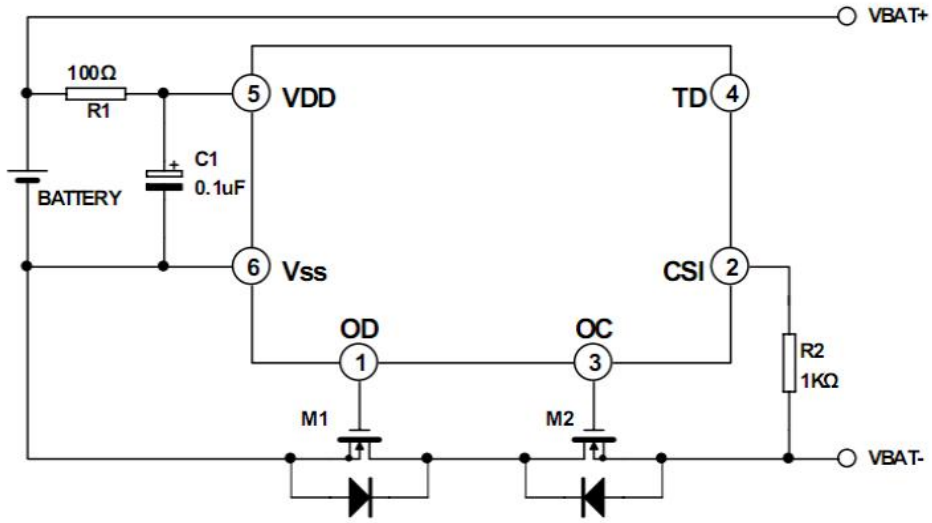 VBAT+
100Ω
R1
5 VDD
TD 4
+ C1
0.1uF
BATTERY
6 Vss
CSI 2
OD
1
OC
3
R2
1KΩ
M1
M2
VBAT-